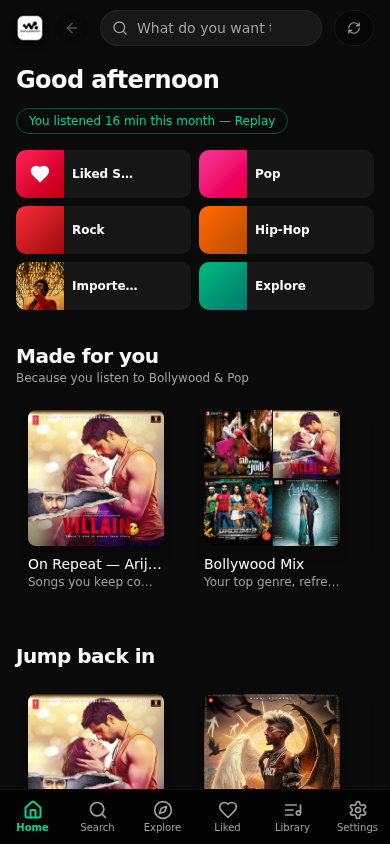 What do you want t
Good afternoon
You listened 16 min this month — Replay
Liked S...
Pop
Rock
Hip-Hop
Importe...
Explore
Made for you
Because you listen to Bollywood & Pop
VILLAIN
On Repeat — Arij...
Songs you keep co...
Bollywood Mix
Your top genre, refre...
Jump back in
Home
Search
Explore
Liked
Library
Settings